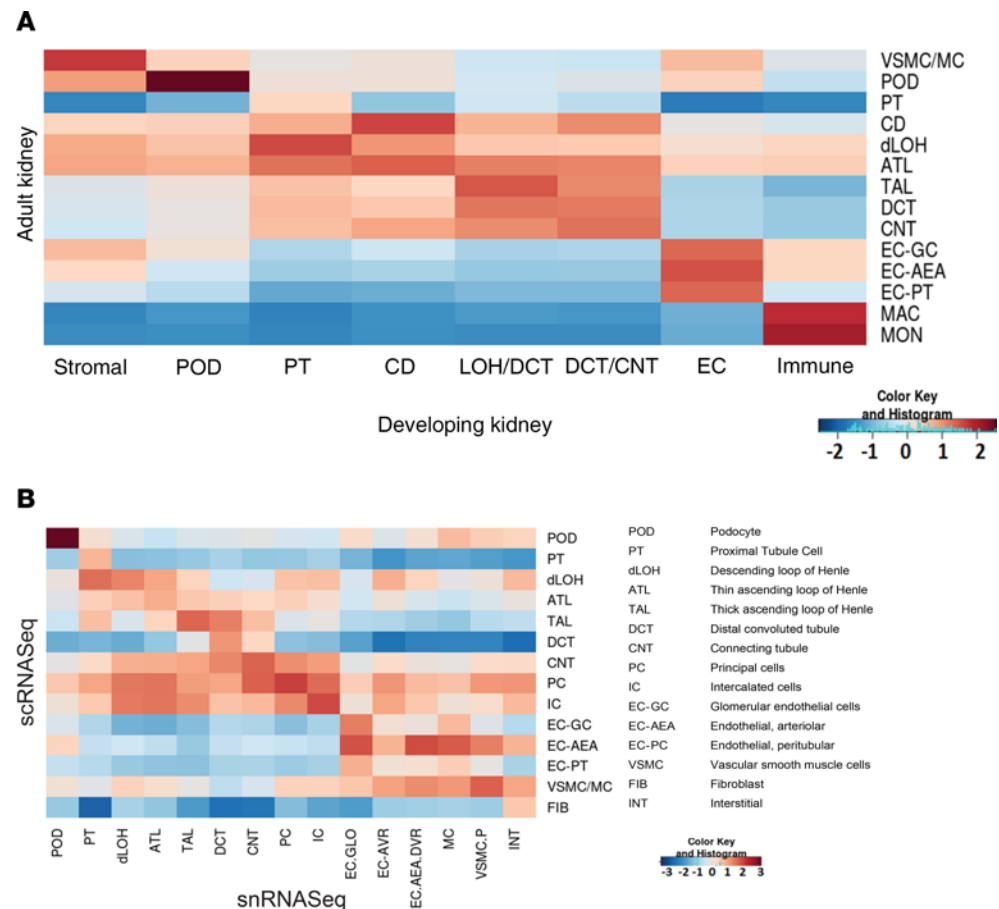 A
Adult kidney
VSMC/MC
POD
PT
CD
dLOH
ATL
TAL
DCT
CNT
EC-GC
EC-AEA
EC-PT
MAC
MON
Stromal POD PT CD LOH/DCT DCT/CNT EC Immune
Developing kidney
Color Key
and Histogram
-2 -1 0 1 2
B
scRNASeq
POD
PT
dLOH
ATL
TAL
DCT
CNT
PC
IC
EC-GC
EC-AEA
EC-PT
VSMC/MC
FIB
POD PT dLOH ATL TAL DCT CNT PC IC EC.GLO EC-AVR EC.AEA.DVR MC VSMC.P INT
snRNASeq
POD Podocyte
PT Proximal Tubule Cell
dLOH Descending loop of Henle
ATL Thin ascending loop of Henle
TAL Thick ascending loop of Henle
DCT Distal convoluted tubule
CNT Connecting tubule
PC Principal cells
IC Intercalated cells
EC-GC Glomerular endothelial cells
EC-AEA Endothelial, arteriolar
EC-PC Endothelial, peritubular
VSMC Vascular smooth muscle cells
FIB Fibroblast
INT Interstitial
Color Key
and Histogram
-3 -2 -1 0 1 2 3